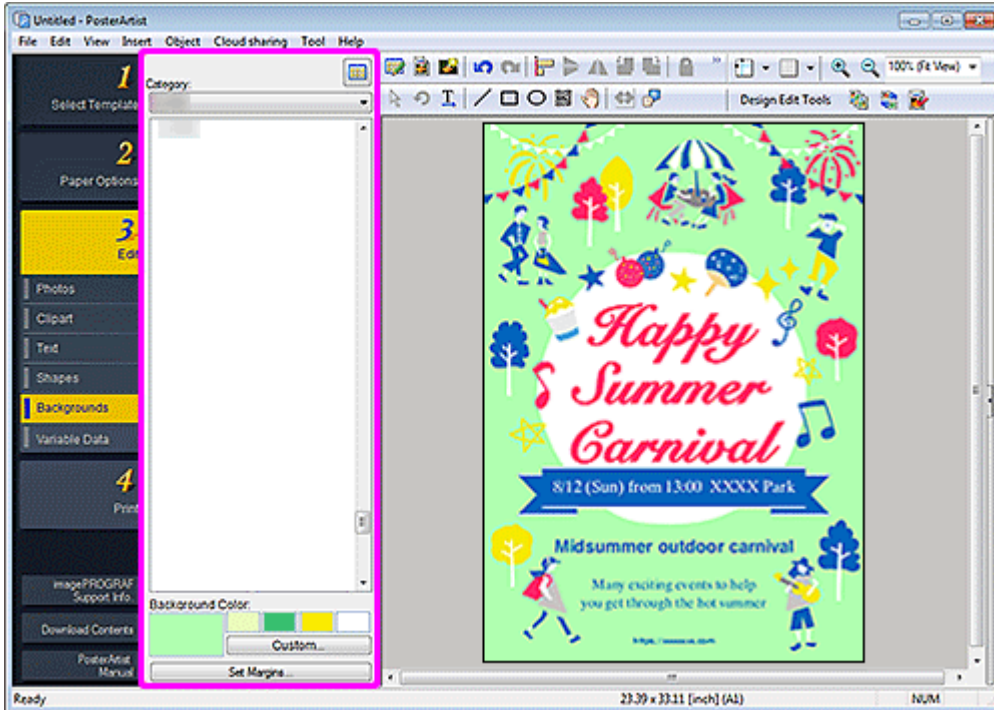 Untitled - PosterArtist
File Edit View Insert Object Cloud sharing Tool Help
1
Select Template
2
Paper Options
3
Edit
Photos
Clipart
Text
Shapes
Backgrounds
Variable Data
4
Print
imagePROGRAF
Support Info.
Download Contents
PosterArtist
Manual
Category:
Background Color:
Custom...
Set Margins...
100% (Fit View)
Design Edit Tools
Happy
Summer
Carnival
8/12 (Sun) from 13:00 XXXX Park
Midsummer outdoor carnival
Many exciting events to help
you get through the hot summer
Ready
23.39 x 33.11 [inch] (A1)
NUM